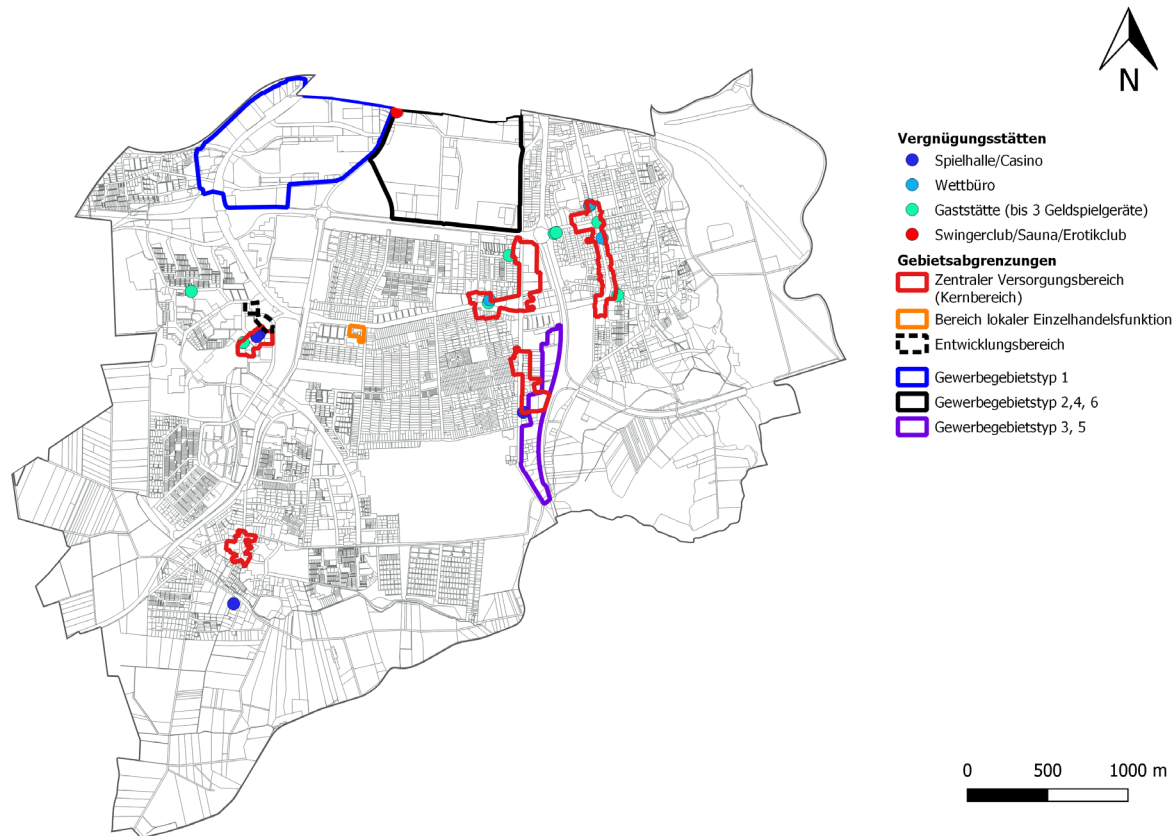 N
Vergnügungsstätten
Spielhalle/Casino
Wettbüro
Gaststätte (bis 3 Geldspielgeräte)
Swingerclub/Sauna/Erotikclub
Gebietsabgrenzungen
Zentraler Versorgungsbereich
(Kernbereich)
Bereich lokaler Einzelhandelsfunktion
Entwicklungsbereich
Gewerbegebietstyp 1
Gewerbegebietstyp 2,4, 6
Gewerbegebietstyp 3, 5
0 500 1000 m